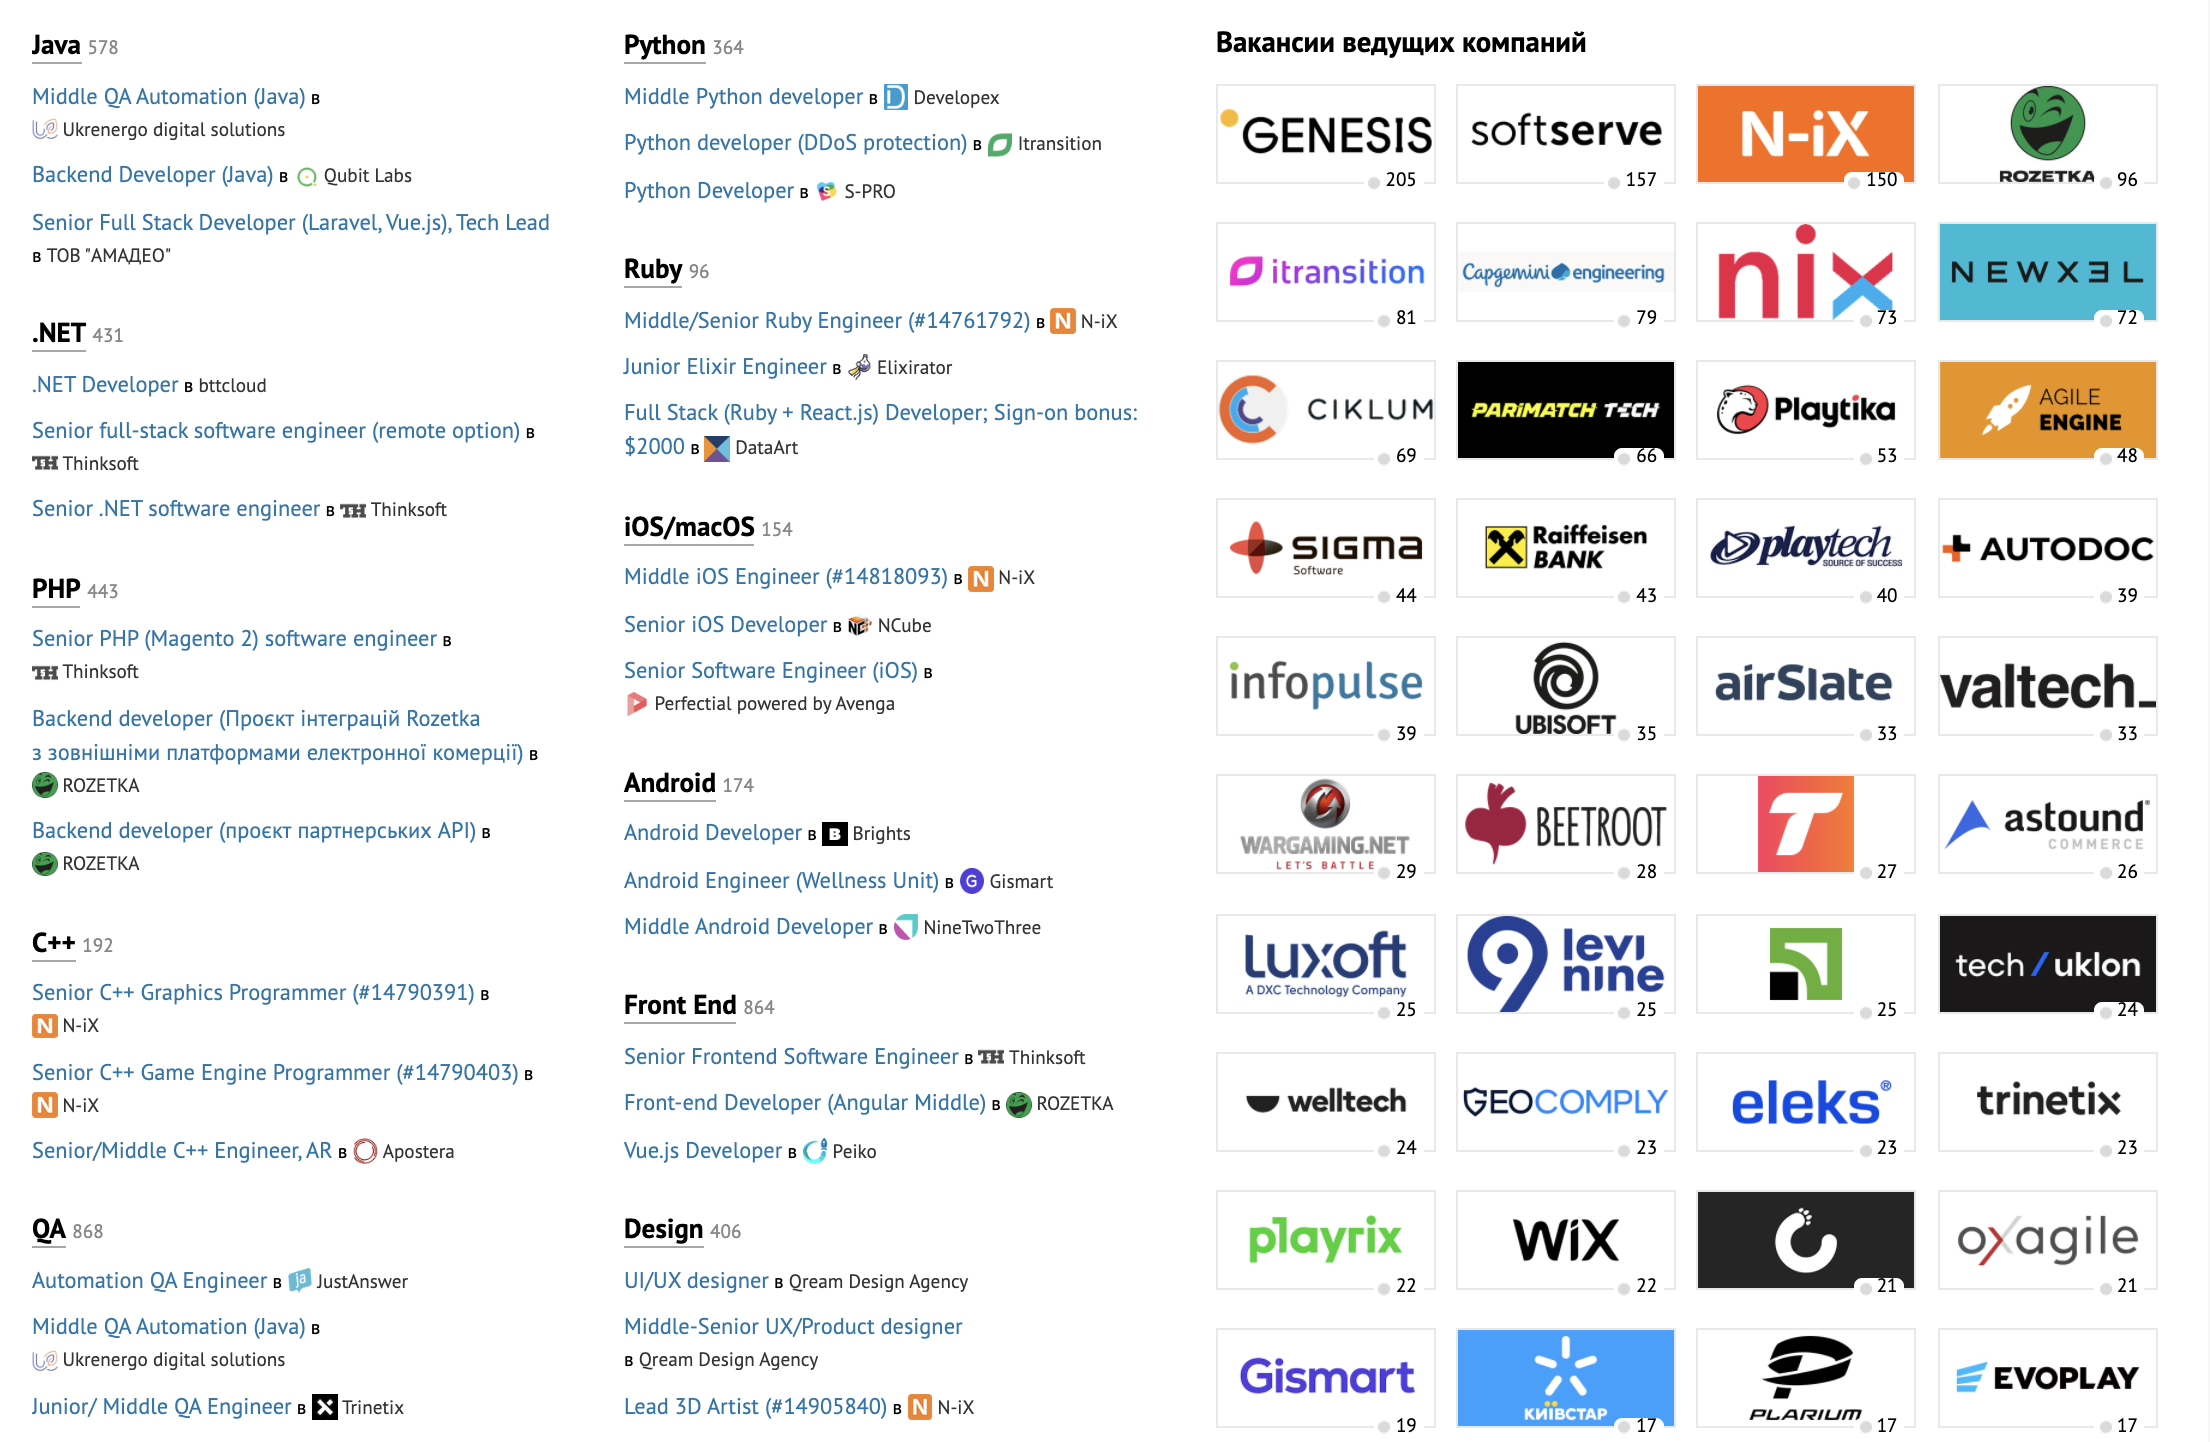 Java 578
Middle QA Automation (Java) в
Ukrenergo digital solutions
Backend Developer (Java) в Qubit Labs
Senior Full Stack Developer (Laravel, Vue.js), Tech Lead
в ТОВ "АМАДЕО"
.NET 431
.NET Developer в bttcloud
Senior full-stack software engineer (remote option) в
TH Thinksoft
Senior .NET software engineer в TH Thinksoft
PHP 443
Senior PHP (Magento 2) software engineer в
TH Thinksoft
Backend developer (Проєкт інтеграцій Rozetka
з зовнішніми платформами електронної комерції) в
ROZETKA
Backend developer (проєкт партнерських API) в
ROZETKA
C++ 192
Senior C++ Graphics Programmer (#14790391) в
N N-iX
Senior C++ Game Engine Programmer (#14790403) в
N N-iX
Senior/Middle C++ Engineer, AR в Apostera
QA 868
Automation QA Engineer в ja JustAnswer
Middle QA Automation (Java) в
Ukrenergo digital solutions
Junior/ Middle QA Engineer в Trinetix
Python 364
Middle Python developer в D Developex
Python developer (DDoS protection) в Itransition
Python Developer в S S-PRO
Ruby 96
Middle/Senior Ruby Engineer (#14761792) в N N-iX
Junior Elixir Engineer в Elixirator
Full Stack (Ruby + React.js) Developer; Sign-on bonus:
$2000 в DataArt
iOS/macOS 154
Middle iOS Engineer (#14818093) в N N-iX
Senior iOS Developer в NC NCube
Senior Software Engineer (iOS) в
Perfectial powered by Avenga
Android 174
Android Developer в B Brights
Android Engineer (Wellness Unit) в G Gismart
Middle Android Developer в NineTwoThree
Front End 864
Senior Frontend Software Engineer в TH Thinksoft
Front-end Developer (Angular Middle) в ROZETKA
Vue.js Developer в Peiko
Design 406
UI/UX designer в Qream Design Agency
Middle-Senior UX/Product designer
в Qream Design Agency
Lead 3D Artist (#14905840) в N N-iX
Вакансии ведущих компаний
GENESIS
205
softserve
157
N-iX
150
ROZETKA
96
itransition
81
Capgemini engineering
79
nix
73
NEWXEL
72
CIKLUM
69
PARIMATCH TECH
66
Playtika
53
AGILE
ENGINE
48
SIGMA
Software
44
Raiffeisen
BANK
43
playtech
SOURCE OF SUCCESS
40
AUTODOC
39
infopulse
39
UBISOFT
35
airSlate
33
valtech_
33
WARGAMING.NET
LET'S BATTLE
29
BEETROOT
28
T
27
astound
COMMERCE
26
luxoft
A DXC Technology Company
25
9 levi
nine
25
25
tech / uklon
24
welltech
24
GEOCOMPLY
23
eleks®
23
trinetix
23
playrix
22
WiX
22
21
oxagile
21
Gismart
19
КИЇВСТАР
17
PLARIUM
17
EVOPLAY
17